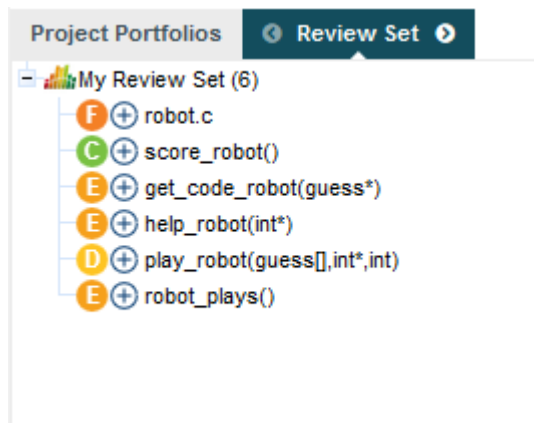 Project Portfolios Review Set
My Review Set (6)
F robot.c
C score_robot()
E get_code_robot(guess*)
E help_robot(int*)
D play_robot(guess[],int*,int)
E robot_plays()